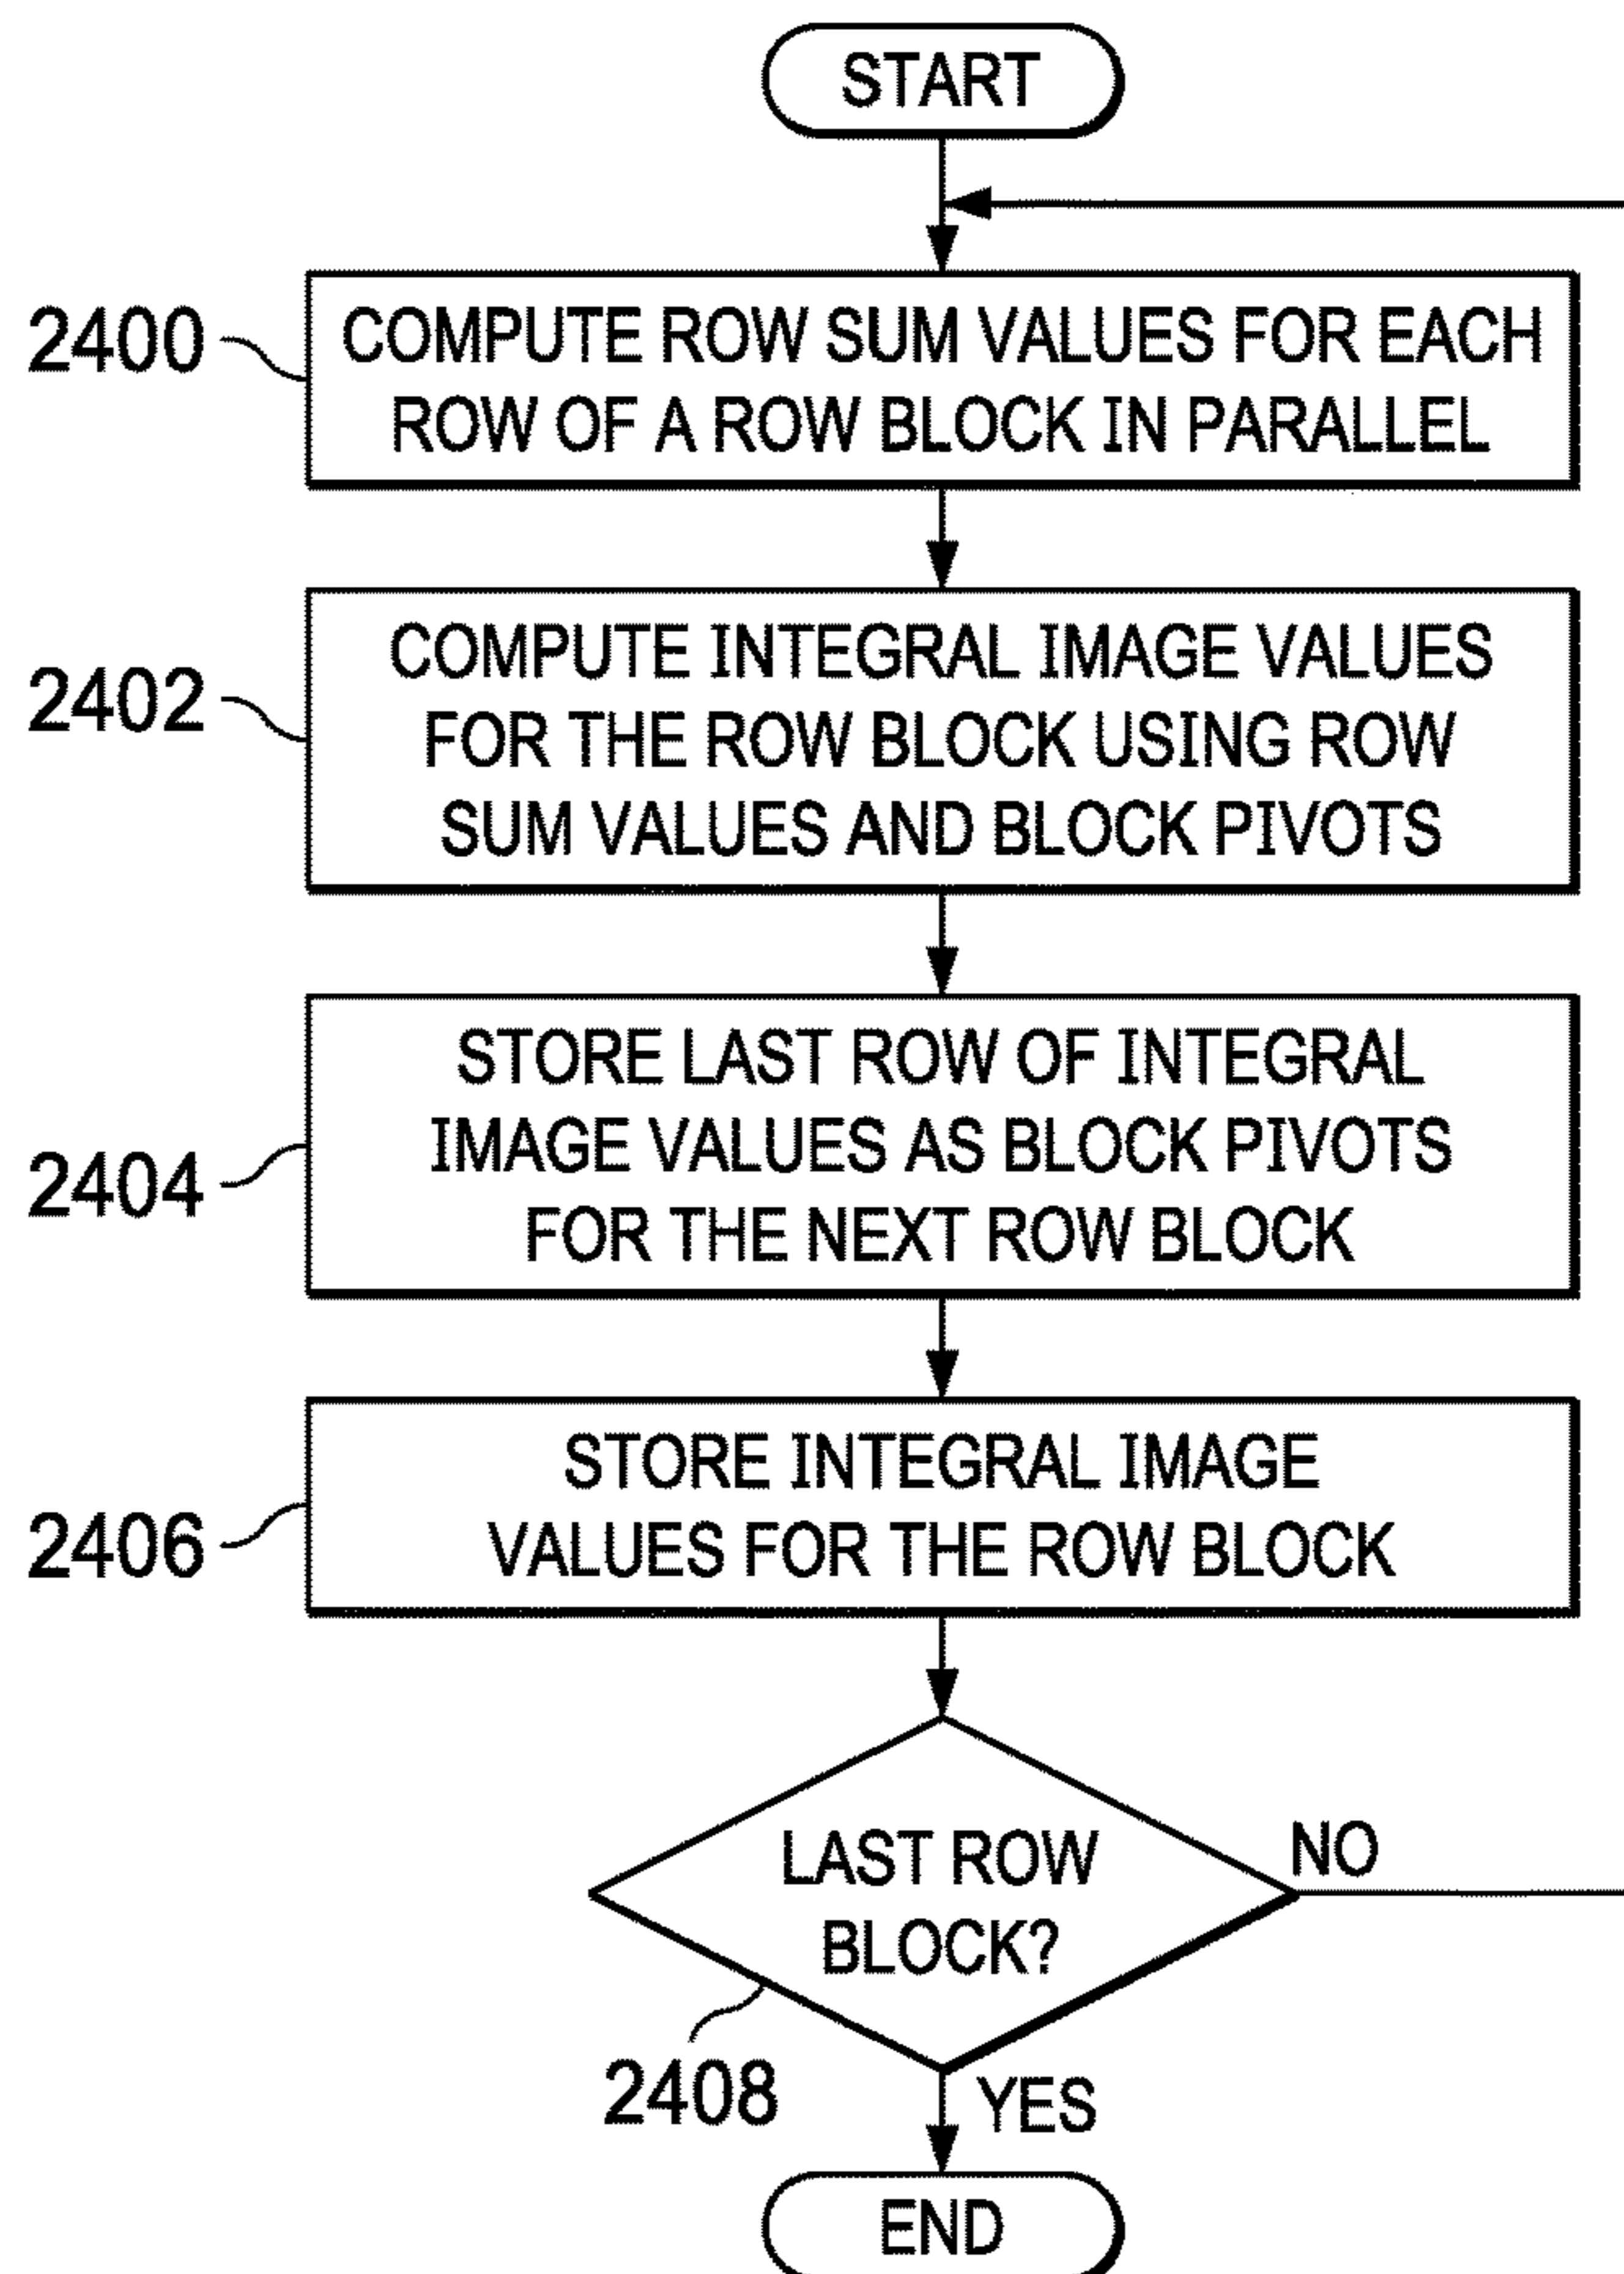 START
2400
COMPUTE ROW SUM VALUES FOR EACH
ROW OF A ROW BLOCK IN PARALLEL
2402
COMPUTE INTEGRAL IMAGE VALUES
FOR THE ROW BLOCK USING ROW
SUM VALUES AND BLOCK PIVOTS
2404
STORE LAST ROW OF INTEGRAL
IMAGE VALUES AS BLOCK PIVOTS
FOR THE NEXT ROW BLOCK
2406
STORE INTEGRAL IMAGE
VALUES FOR THE ROW BLOCK
LAST ROW
BLOCK?
NO
2408
YES
END